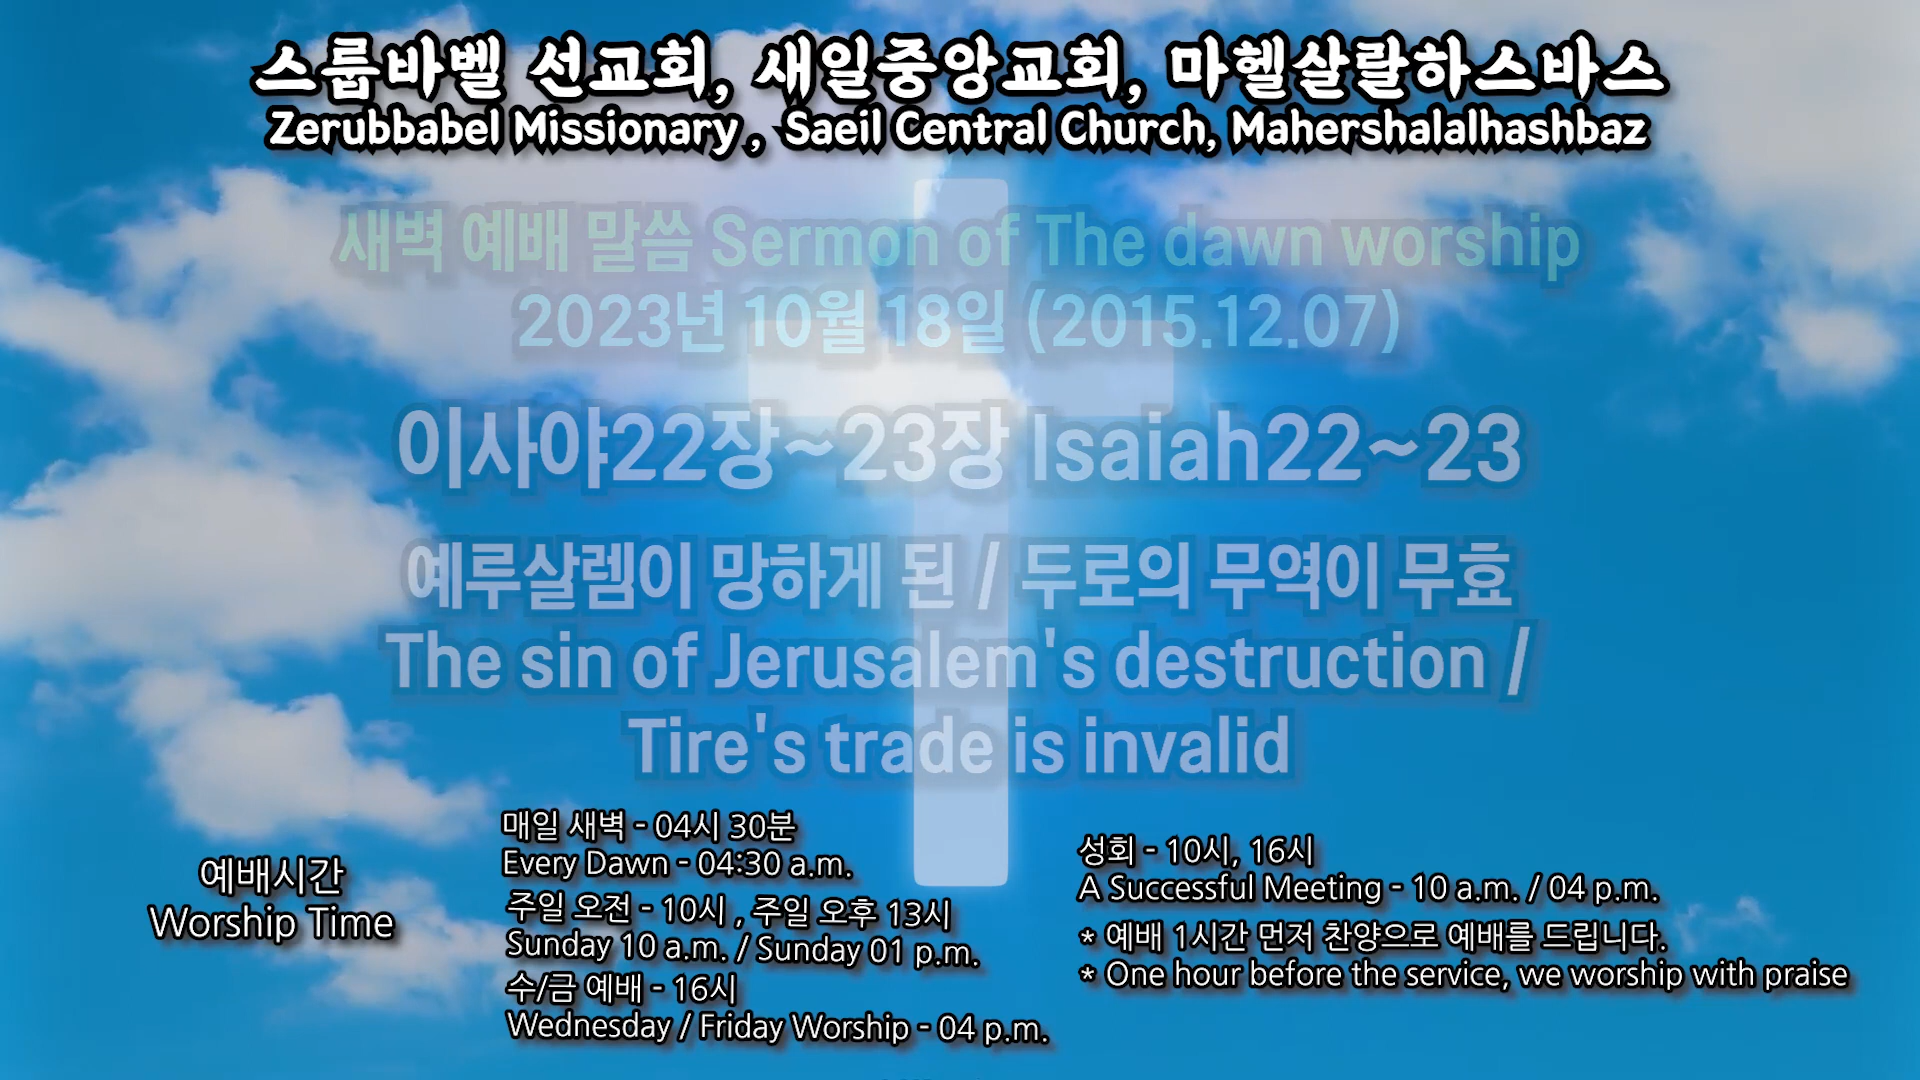 스룹바벨 선교회, 새일중앙교회, 마헬살랄하스바스
Zerubbabel Missionary , Saeil Central Church, Mahershalalhashbaz
새벽 예배 말씀 Sermon of The dawn worship
2023년 10월 18일 (2015.12.07)
이사야22장~23장 Isaiah22~23
예루살렘이 망하게 된 / 두로의 무역이 무효
The sin of Jerusalem's destruction /
Tire's trade is invalid
예배시간
Worship Time
매일 새벽 - 04시 30분
Every Dawn - 04:30 a.m.
주일 오전 - 10시 , 주일 오후 13시
Sunday 10 a.m. / Sunday 01 p.m.
수/금 예배 - 16시
Wednesday / Friday Worship - 04 p.m.
성회 - 10시, 16시
A Successful Meeting - 10 a.m. / 04 p.m.
* 예배 1시간 먼저 찬양으로 예배를 드립니다.
* One hour before the service, we worship with praise